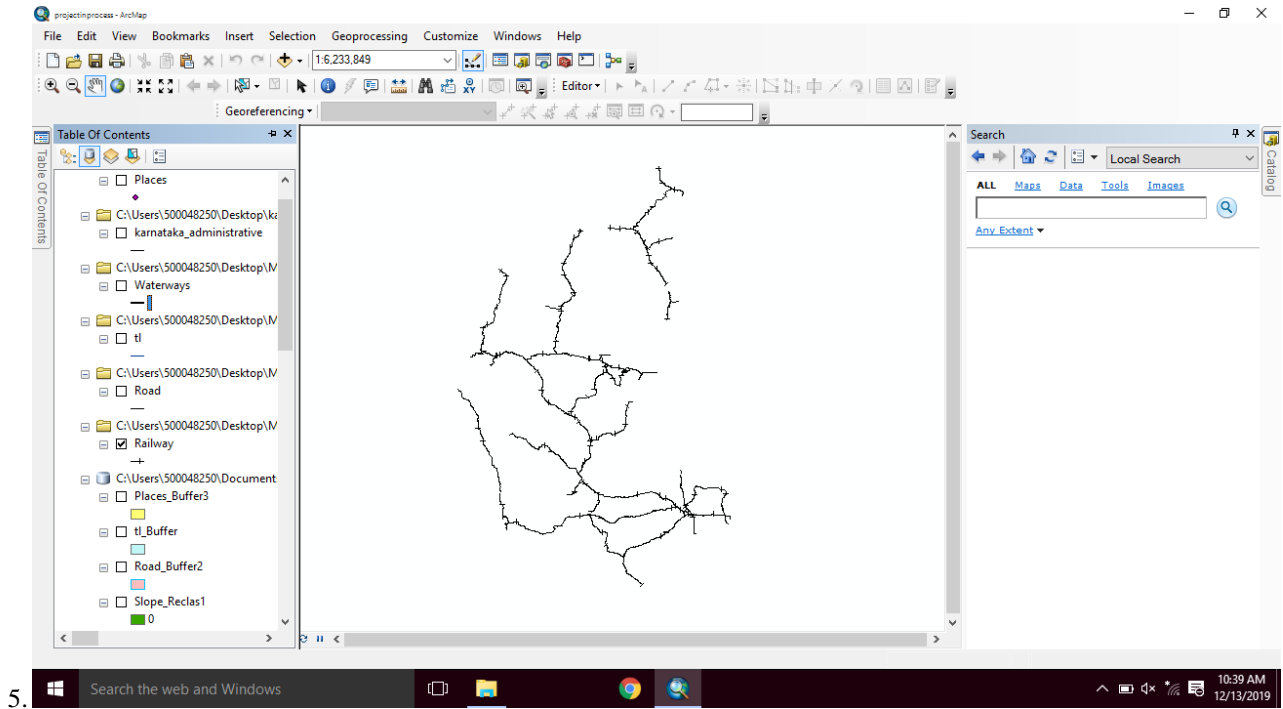 projectinprocess - ArcMap
File Edit View Bookmarks Insert Selection Geoprocessing Customize Windows Help
1:6,233,849
Editor
Georeferencing
Table Of Contents
Table Of Contents
Places
C:\Users\500048250\Desktop\ka
karnataka_administrative
C:\Users\500048250\Desktop\M
Waterways
C:\Users\500048250\Desktop\M
tl
C:\Users\500048250\Desktop\M
Road
C:\Users\500048250\Desktop\M
Railway
C:\Users\500048250\Document
Places_Buffer3
tl_Buffer
Road_Buffer2
Slope_Reclas1
0
Search
Local Search
ALL Maps Data Tools Images
Any Extent
Catalog
5.
Search the web and Windows
10:39 AM
12/13/2019